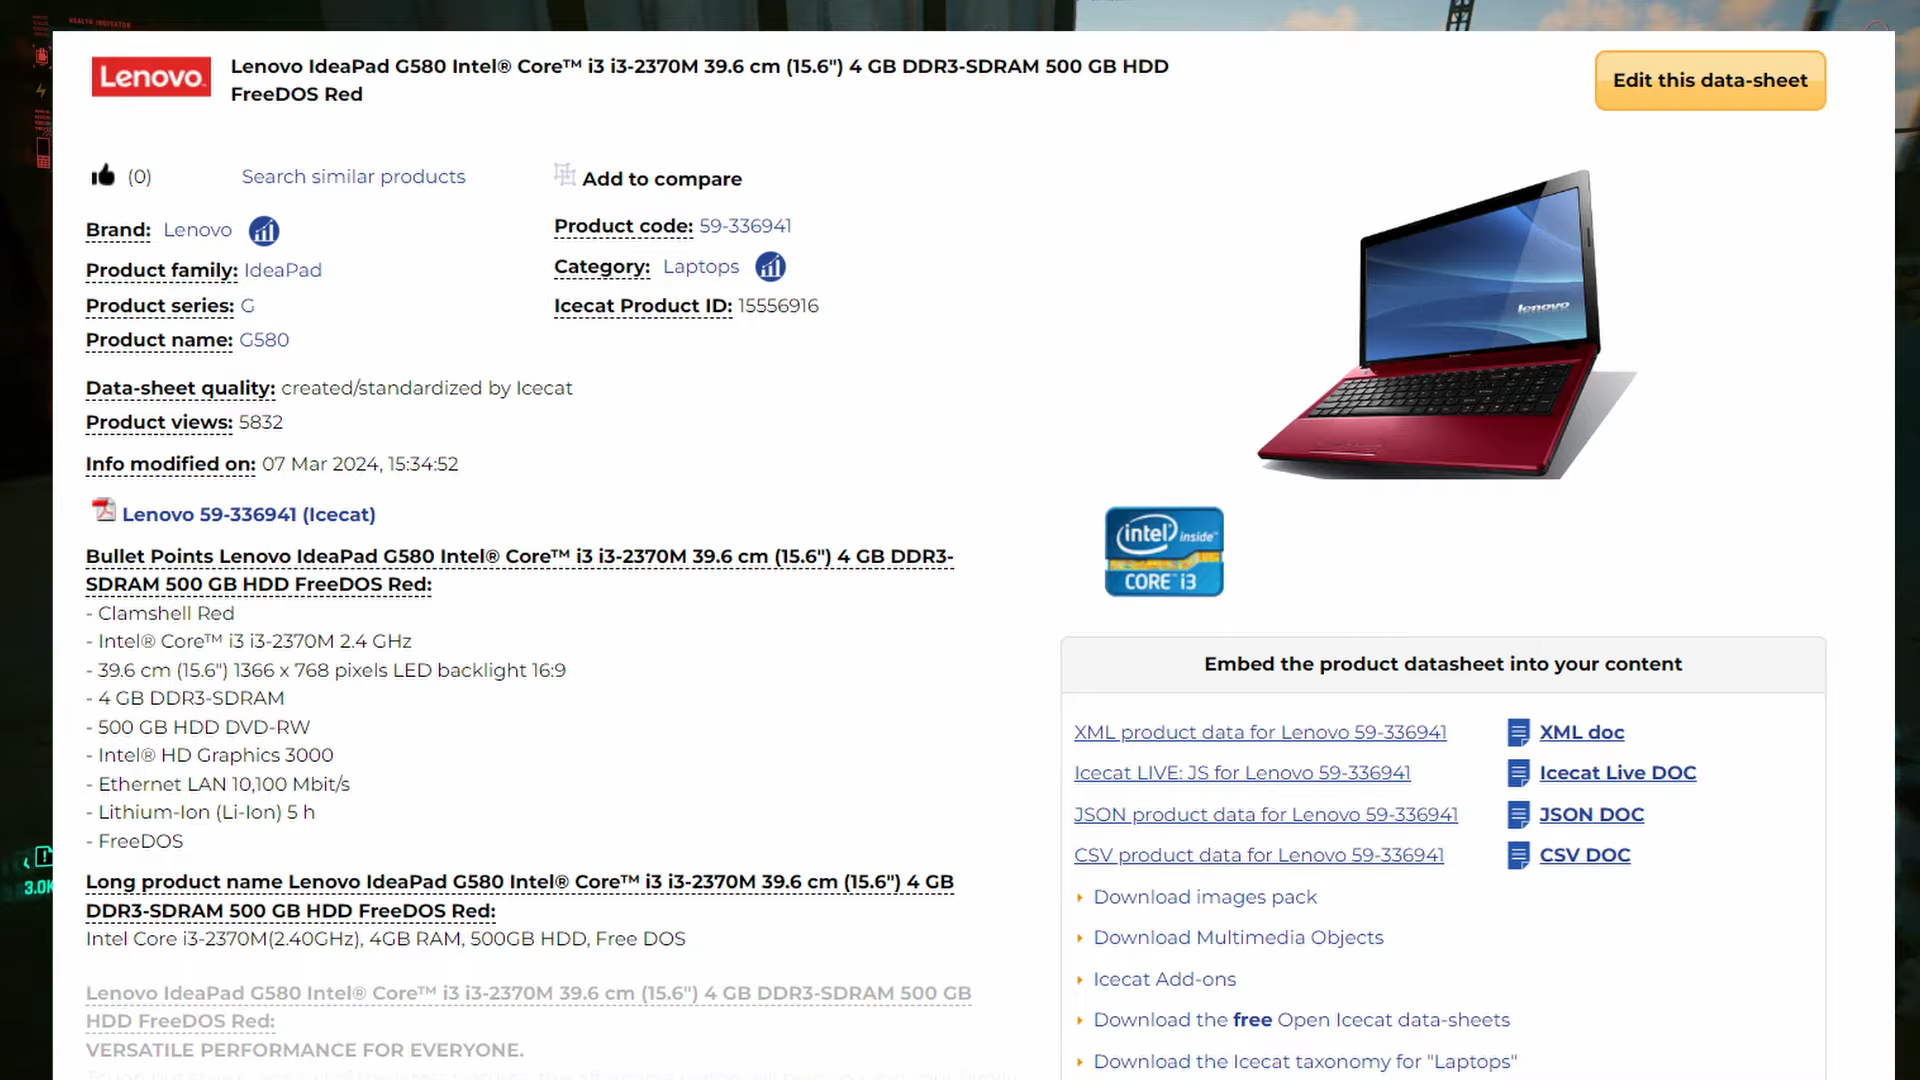 HEALTH INDICATOR
Lenovo
Lenovo IdeaPad G580 Intel® Core™ i3 i3-2370M 39.6 cm (15.6") 4 GB DDR3-SDRAM 500 GB HDD
FreeDOS Red
Edit this data-sheet
(0)
Search similar products
Add to compare
Brand: Lenovo
Product family: IdeaPad
Product series: G
Product name: G580
Product code: 59-336941
Category: Laptops
Icecat Product ID: 15556916
Data-sheet quality: created/standardized by Icecat
Product views: 5832
Info modified on: 07 Mar 2024, 15:34:52
Lenovo 59-336941 (Icecat)
Bullet Points Lenovo IdeaPad G580 Intel® Core™ i3 i3-2370M 39.6 cm (15.6") 4 GB DDR3-
SDRAM 500 GB HDD FreeDOS Red:
- Clamshell Red
- Intel® Core™ i3 i3-2370M 2.4 GHz
- 39.6 cm (15.6") 1366 x 768 pixels LED backlight 16:9
- 4 GB DDR3-SDRAM
- 500 GB HDD DVD-RW
- Intel® HD Graphics 3000
- Ethernet LAN 10,100 Mbit/s
- Lithium-Ion (Li-Ion) 5 h
- FreeDOS
Long product name Lenovo IdeaPad G580 Intel® Core™ i3 i3-2370M 39.6 cm (15.6") 4 GB
DDR3-SDRAM 500 GB HDD FreeDOS Red:
Intel Core i3-2370M(2.40GHz), 4GB RAM, 500GB HDD, Free DOS
Lenovo IdeaPad G580 Intel® Core™ i3 i3-2370M 39.6 cm (15.6") 4 GB DDR3-SDRAM 500 GB
HDD FreeDOS Red:
VERSATILE PERFORMANCE FOR EVERYONE.
3.0K
lenovo
intel inside™
CORE™ i3
Embed the product datasheet into your content
XML product data for Lenovo 59-336941
XML doc
Icecat LIVE: JS for Lenovo 59-336941
Icecat Live DOC
JSON product data for Lenovo 59-336941
JSON DOC
CSV product data for Lenovo 59-336941
CSV DOC
Download images pack
Download Multimedia Objects
Icecat Add-ons
Download the free Open Icecat data-sheets
Download the Icecat taxonomy for "Laptops"